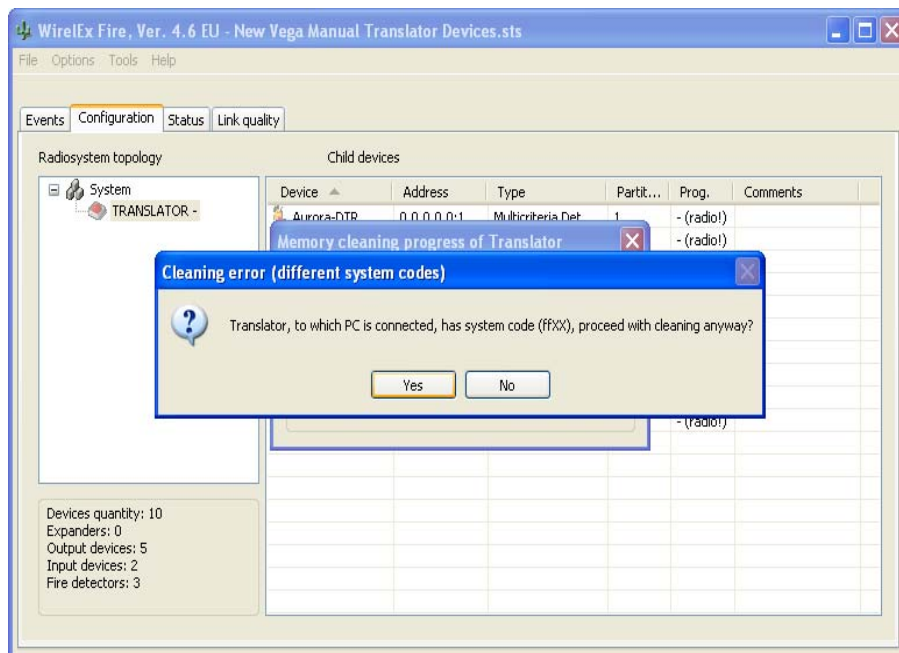 WirelEx Fire, Ver. 4.6 EU - New Vega Manual Translator Devices.sts
File Options Tools Help
Events Configuration Status Link quality
Radiosystem topology Child devices
System
TRANSLATOR -
Device Address Type Partit... Prog. Comments
Aurora-DTR 0.0.0.0.0:1 Multicriteria Det... 1 - (radio!)
Memory cleaning progress of Translator - (radio!)
Cleaning error (different system codes)
Translator, to which PC is connected, has system code (ffXX), proceed with cleaning anyway?
Yes No
- (radio!)
Devices quantity: 10
Expanders: 0
Output devices: 5
Input devices: 2
Fire detectors: 3